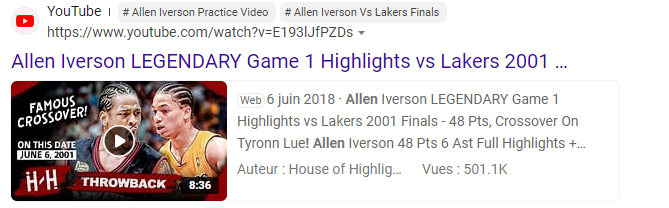 YouTube | # Allen Iverson Practice Video # Allen Iverson Vs Lakers Finals
https://www.youtube.com/watch?v=E193lJfPZDs
Allen Iverson LEGENDARY Game 1 Highlights vs Lakers 2001 ...
FAMOUS
CROSSOVER!
ON THIS DATE
JUNE 6, 2001
H/H THROWBACK
8:36
Web 6 juin 2018 · Allen Iverson LEGENDARY Game 1
Highlights vs Lakers 2001 Finals - 48 Pts, Crossover On
Tyronn Lue! Allen Iverson 48 Pts 6 Ast Full Highlights +...
Auteur : House of Highlig... Vues : 501.1K